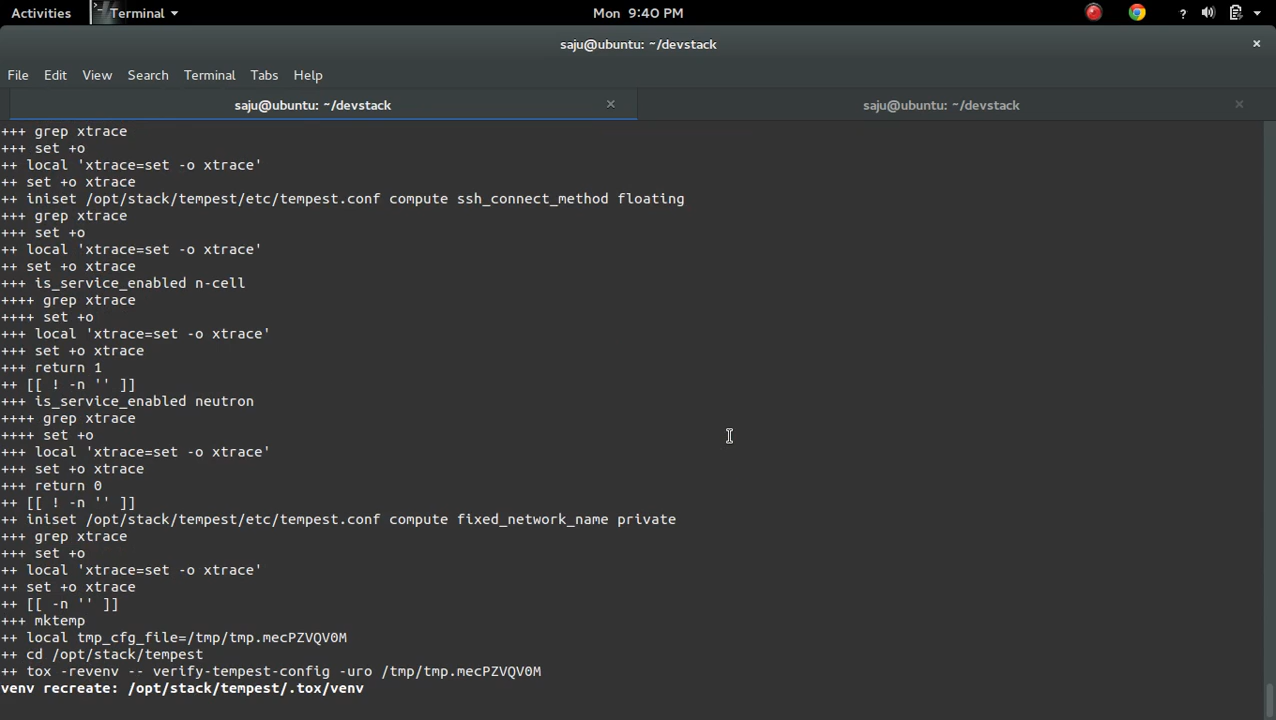 Activities Terminal Mon 9:40 PM ?
saju@ubuntu: ~/devstack ×
File Edit View Search Terminal Tabs Help
saju@ubuntu: ~/devstack × saju@ubuntu: ~/devstack ×
+++ grep xtrace
+++ set +o
++ local 'xtrace=set -o xtrace'
++ set +o xtrace
++ iniset /opt/stack/tempest/etc/tempest.conf compute ssh_connect_method floating
+++ grep xtrace
+++ set +o
++ local 'xtrace=set -o xtrace'
++ set +o xtrace
+++ is_service_enabled n-cell
++++ grep xtrace
++++ set +o
+++ local 'xtrace=set -o xtrace'
+++ set +o xtrace
+++ return 1
++ [[ ! -n '' ]]
+++ is_service_enabled neutron
++++ grep xtrace
++++ set +o
+++ local 'xtrace=set -o xtrace'
+++ set +o xtrace
+++ return 0
++ [[ ! -n '' ]]
++ iniset /opt/stack/tempest/etc/tempest.conf compute fixed_network_name private
+++ grep xtrace
+++ set +o
++ local 'xtrace=set -o xtrace'
++ set +o xtrace
++ [[ -n '' ]]
+++ mktemp
++ local tmp_cfg_file=/tmp/tmp.mecPZVQV0M
++ cd /opt/stack/tempest
++ tox -revenv -- verify-tempest-config -uro /tmp/tmp.mecPZVQV0M
venv recreate: /opt/stack/tempest/.tox/venv